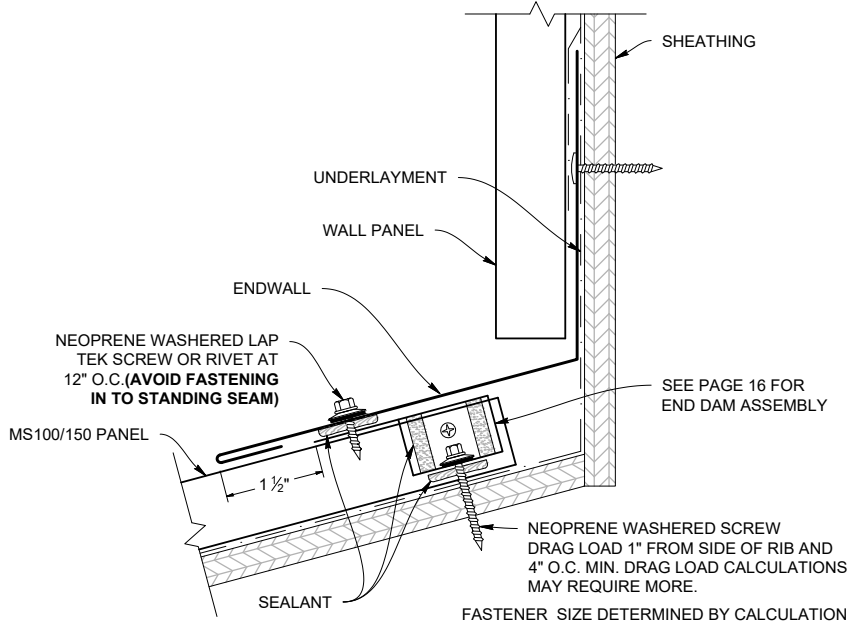 SHEATHING
UNDERLAYMENT
WALL PANEL
ENDWALL
NEOPRENE WASHERED LAP
TEK SCREW OR RIVET AT
12" O.C.(AVOID FASTENING
IN TO STANDING SEAM)
SEE PAGE 16 FOR
END DAM ASSEMBLY
MS100/150 PANEL
1 ½"
NEOPRENE WASHERED SCREW
DRAG LOAD 1" FROM SIDE OF RIB AND
4" O.C. MIN. DRAG LOAD CALCULATIONS
MAY REQUIRE MORE.
SEALANT
FASTENER SIZE DETERMINED BY CALCULATION